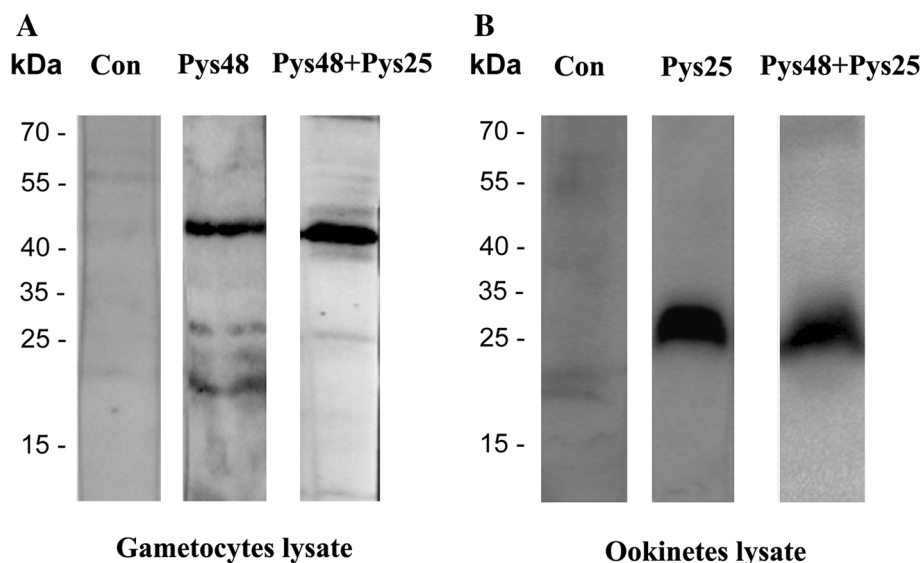 A
kDa Con Pys48 Pys48+Pys25
70 -
55 -
40 -
35 -
25 -
15 -
Gametocytes lysate
B
kDa Con Pys25 Pys48+Pys25
70 -
55 -
40 -
35 -
25 -
15 -
Ookinetes lysate